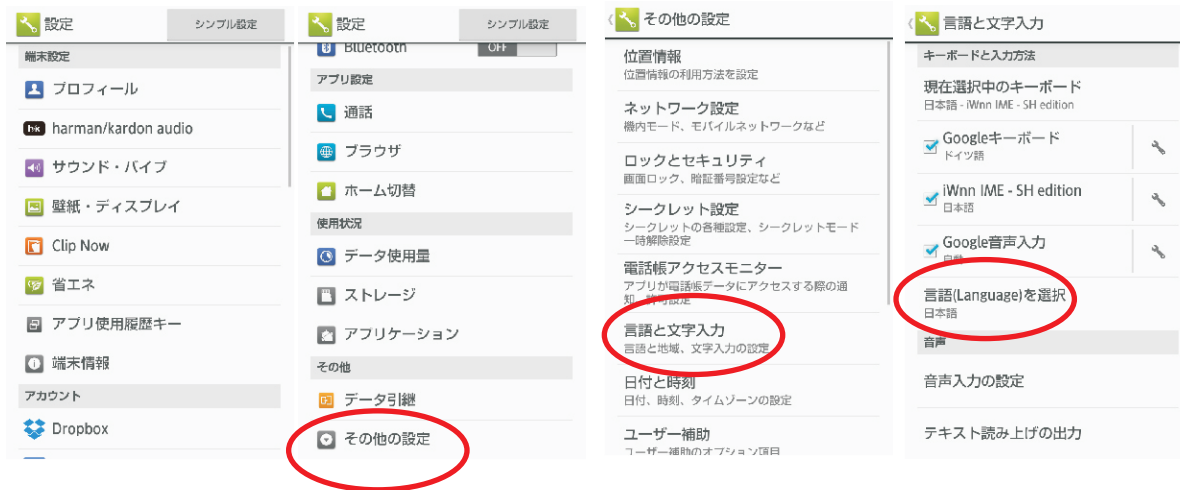 設定
シンプル設定
端末設定
プロフィール
harman/kardon audio
サウンド・バイブ
壁紙・ディスプレイ
Clip Now
省エネ
アプリ使用履歴キー
端末情報
アカウント
Dropbox
設定
シンプル設定
Bluetooth
OFF
アプリ設定
通話
ブラウザ
ホーム切替
使用状況
データ使用量
ストレージ
アプリケーション
その他
データ引継
その他の設定
その他の設定
位置情報
位置情報の利用方法を設定
ネットワーク設定
機内モード、モバイルネットワークなど
ロックとセキュリティ
画面ロック、暗証番号設定など
シークレット設定
シークレットの各種設定、シークレットモード
一時解除設定
電話帳アクセスモニター
アプリが電話帳データにアクセスする際の通
知、許可設定
言語と文字入力
言語と地域、文字入力の設定
日付と時刻
日付、時刻、タイムゾーンの設定
ユーザー補助
ユーザー補助のオプション項目
言語と文字入力
キーボードと入力方法
現在選択中のキーボード
日本語 - iWnn IME - SH edition
Googleキーボード
ドイツ語
iWnn IME - SH edition
日本語
Google音声入力
自動
言語(Language)を選択
日本語
音声
音声入力の設定
テキスト読み上げの出力